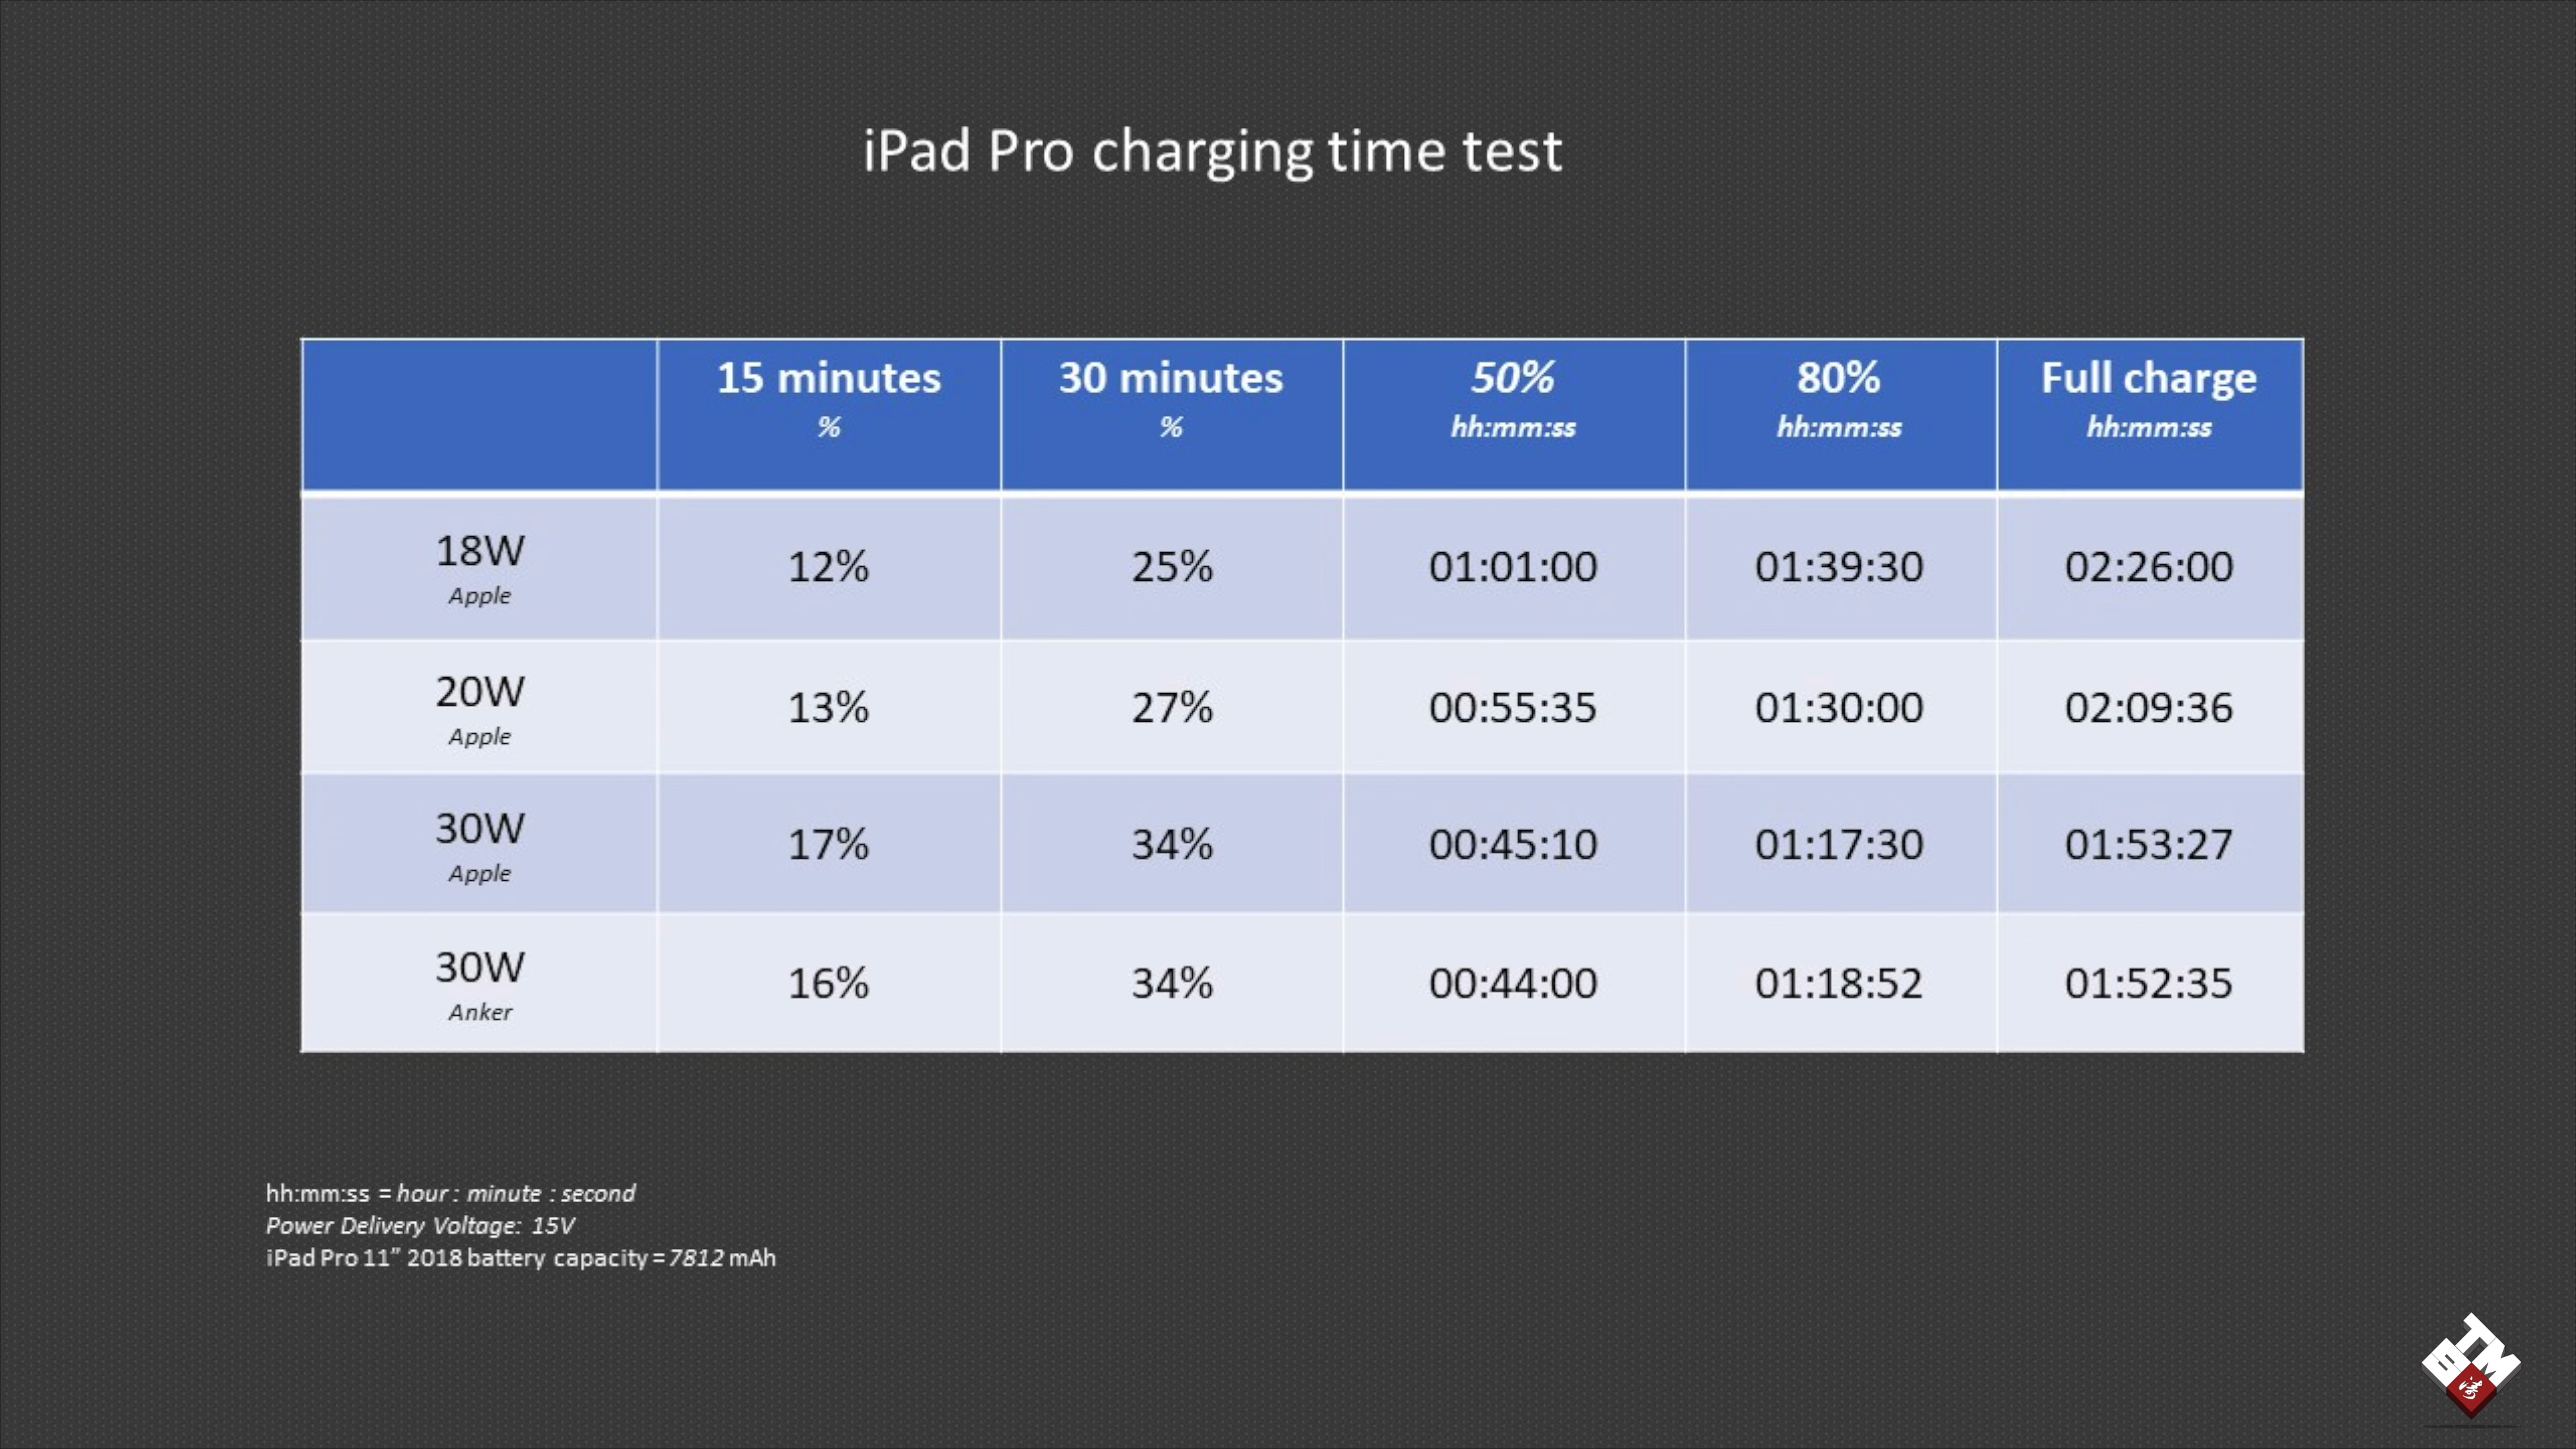 iPad Pro charging time test
15 minutes 30 minutes 50% 80% Full charge
% % hh:mm:ss hh:mm:ss hh:mm:ss
18W 12% 25% 01:01:00 01:39:30 02:26:00
Apple
20W 13% 27% 00:55:35 01:30:00 02:09:36
Apple
30W 17% 34% 00:45:10 01:17:30 01:53:27
Apple
30W 16% 34% 00:44:00 01:18:52 01:52:35
Anker
hh:mm:ss = hour : minute : second
Power Delivery Voltage: 15V
iPad Pro 11” 2018 battery capacity = 7812 mAh